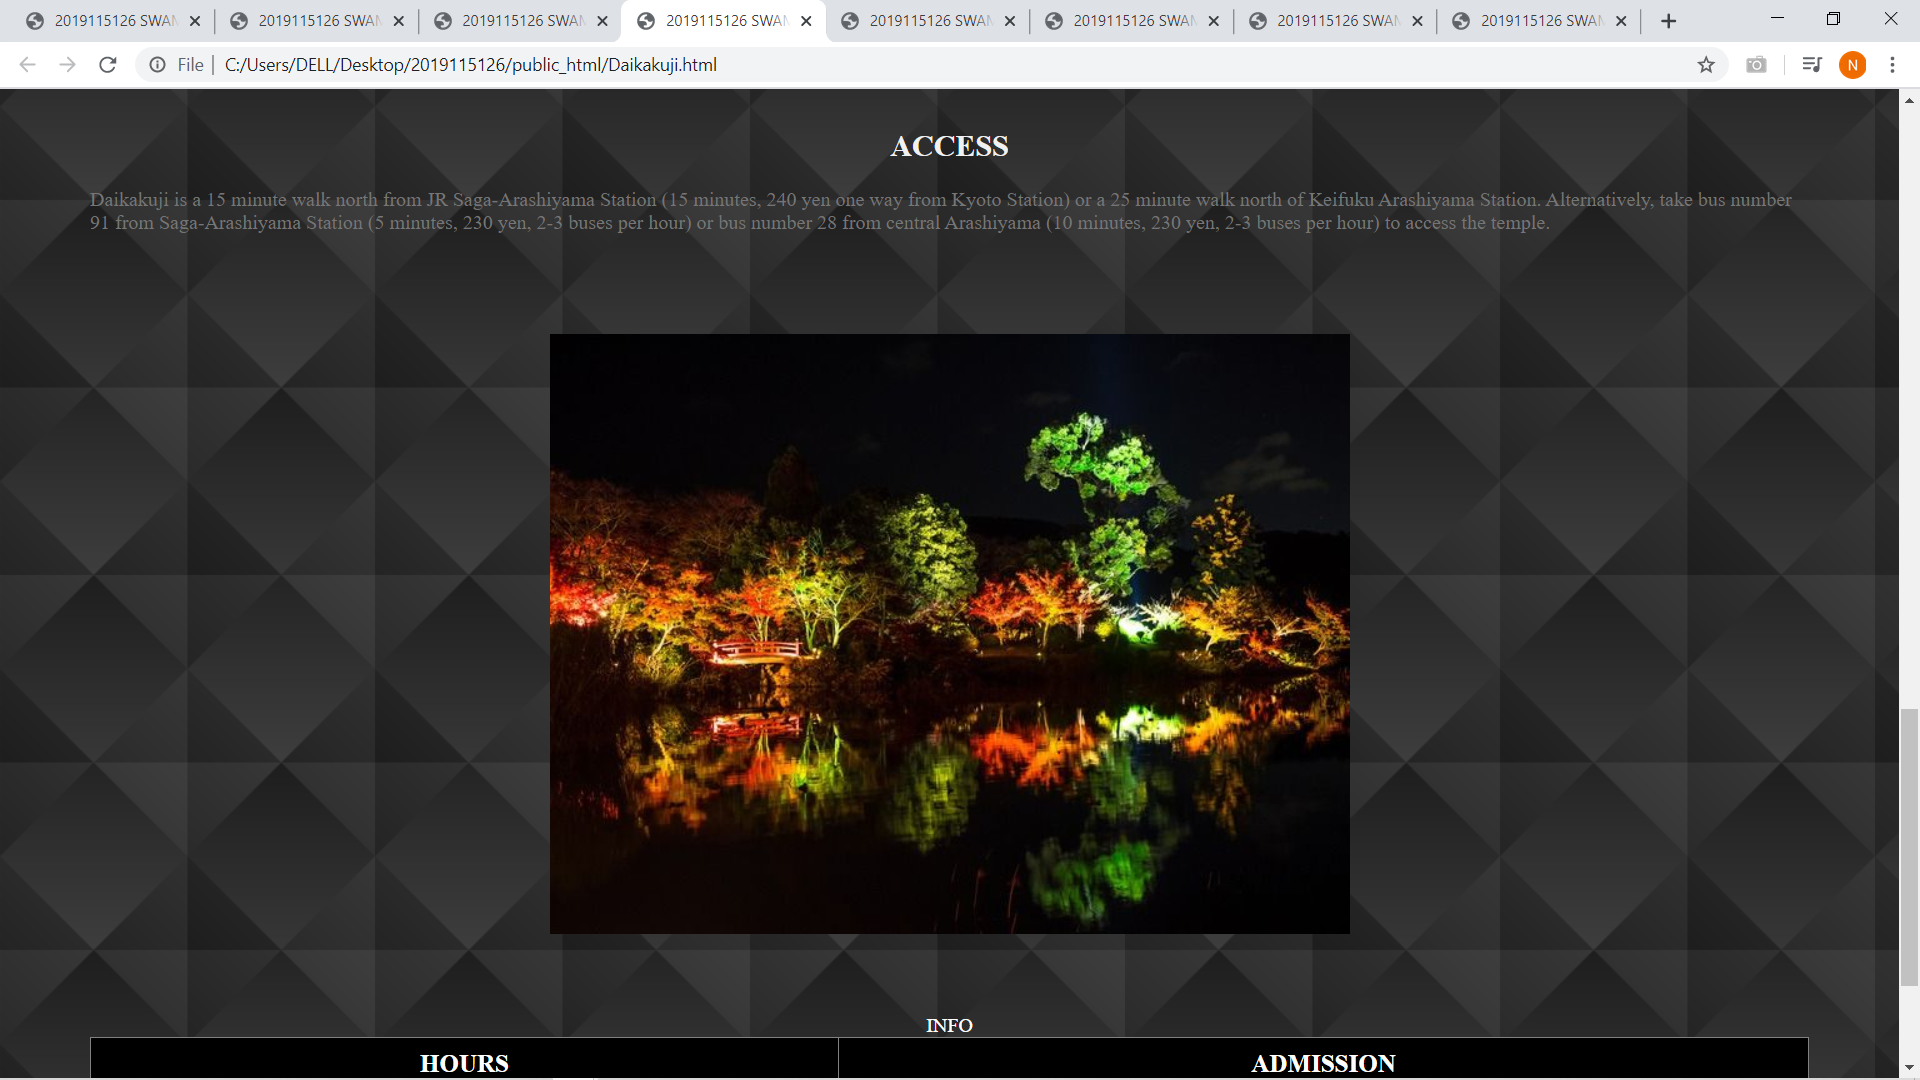 2019115126 SWAN
2019115126 SWAN
2019115126 SWAN
2019115126 SWAN
2019115126 SWAN
2019115126 SWAN
2019115126 SWAN
2019115126 SWAN
File
C:/Users/DELL/Desktop/2019115126/public_html/Daikakuji.html
N
ACCESS
Daikakuji is a 15 minute walk north from JR Saga-Arashiyama Station (15 minutes, 240 yen one way from Kyoto Station) or a 25 minute walk north of Keifuku Arashiyama Station. Alternatively, take bus number
91 from Saga-Arashiyama Station (5 minutes, 230 yen, 2-3 buses per hour) or bus number 28 from central Arashiyama (10 minutes, 230 yen, 2-3 buses per hour) to access the temple.
INFO
HOURS
ADMISSION